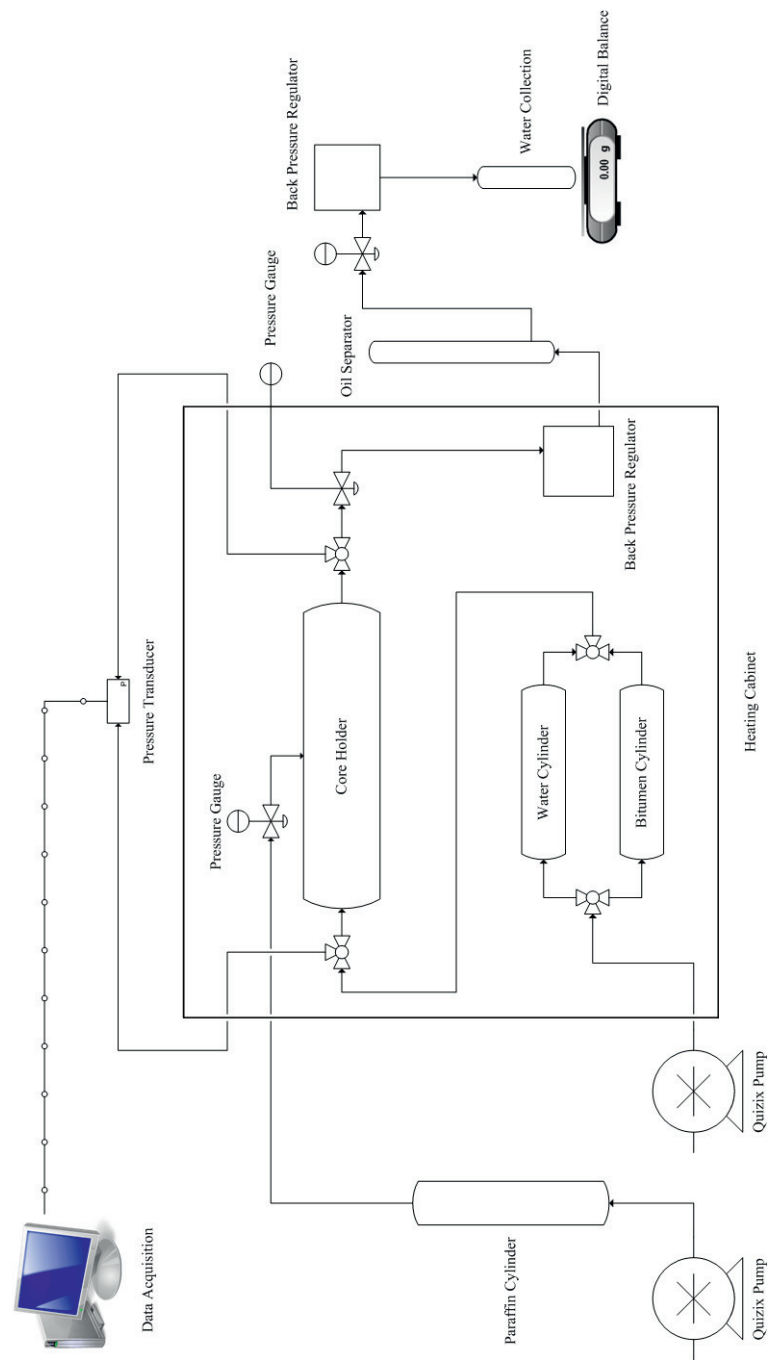 Data Acquisition
Pressure Transducer
P
Pressure Gauge
Core Holder
Pressure Gauge
Back Pressure Regulator
Oil Separator
Water Collection
0.00 g
Digital Balance
Back Pressure Regulator
Water Cylinder
Bitumen Cylinder
Heating Cabinet
Paraffin Cylinder
Quizix Pump
Quizix Pump